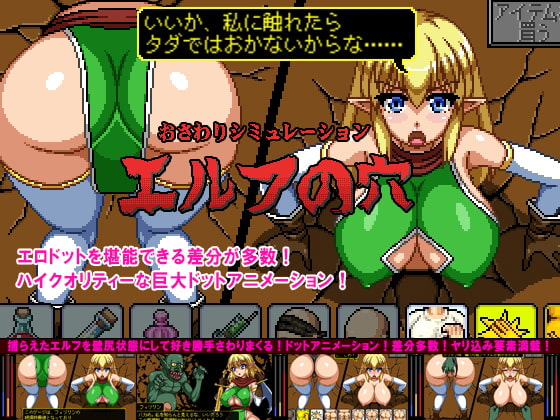 いいか、私に触れたら
タダではおかないからな……
アイテム
買う
おさわりシミュレーション
エルフの穴
エロドットを堪能できる差分が多数！
ハイクオリティーな巨大ドットアニメーション！
捕らえたエルフを壁尻状態にして好き勝手さわりまくる！ドットアニメーション！差分多数！ヤリ込み要素満載！